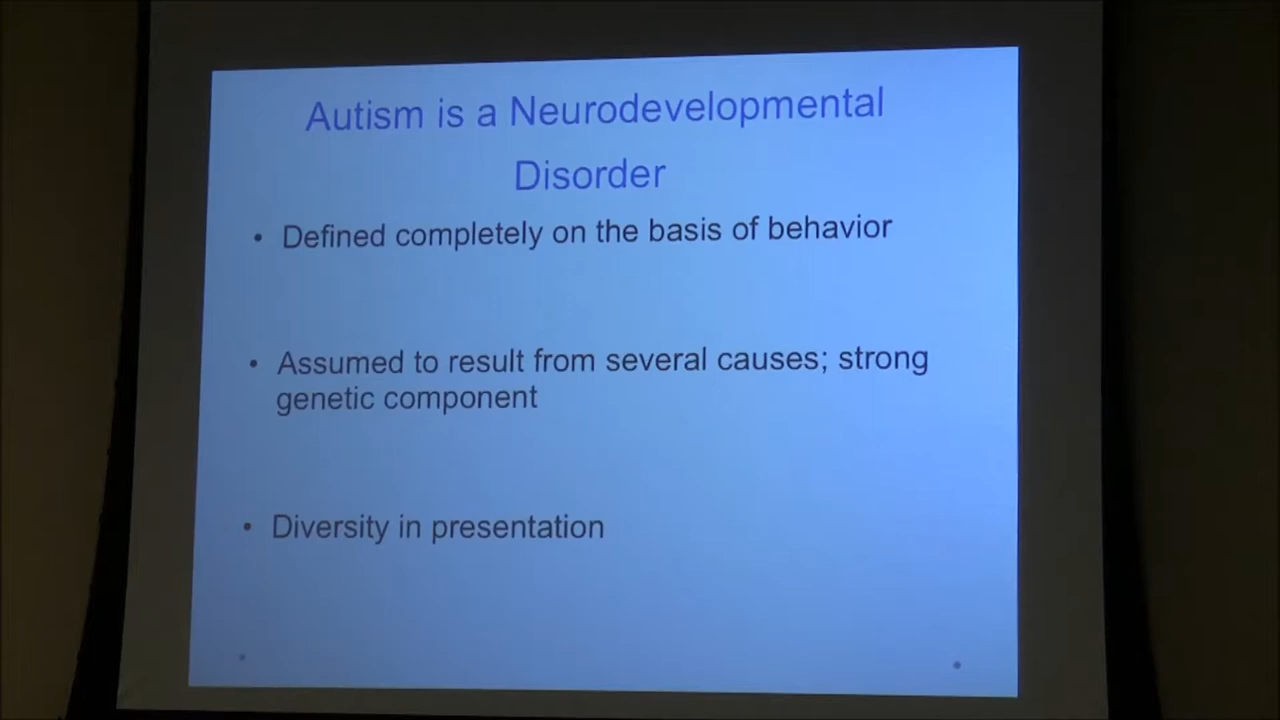 Autism is a Neurodevelopmental
Disorder
• Defined completely on the basis of behavior
• Assumed to result from several causes; strong
genetic component
• Diversity in presentation